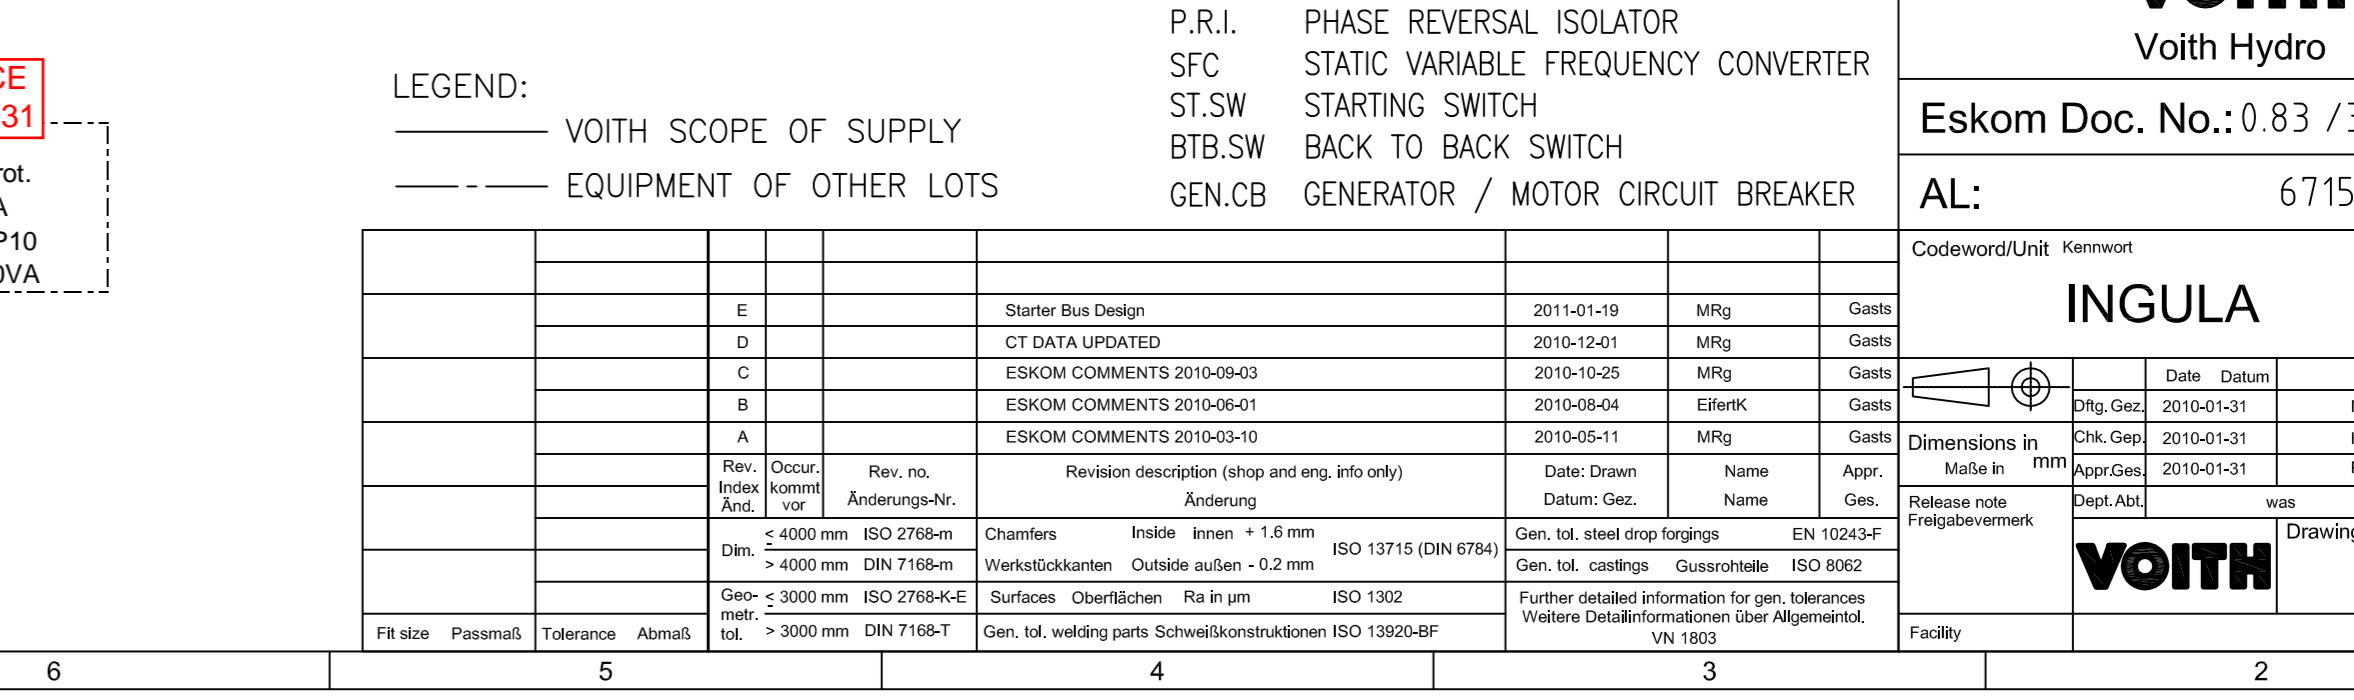 P.R.I. PHASE REVERSAL ISOLATOR
SFC STATIC VARIABLE FREQUENCY CONVERTER
ST.SW STARTING SWITCH
BTB.SW BACK TO BACK SWITCH
GEN.CB GENERATOR / MOTOR CIRCUIT BREAKER
LEGEND:
VOITH SCOPE OF SUPPLY
EQUIPMENT OF OTHER LOTS
CE
31
rot.
A
P10
0VA
Voith Hydro
Eskom Doc. No.: 0.83 /3
AL: 6715
Codeword/Unit Kennwort
INGULA
E Starter Bus Design 2011-01-19 MRg Gasts
D CT DATA UPDATED 2010-12-01 MRg Gasts
C ESKOM COMMENTS 2010-09-03 2010-10-25 MRg Gasts
B ESKOM COMMENTS 2010-06-01 2010-08-04 EifertK Gasts
A ESKOM COMMENTS 2010-03-10 2010-05-11 MRg Gasts
Rev. Index Änd. Occur. kommt vor Rev. no. Revision description (shop and eng. info only) Date: Drawn Name Appr.
Änderungs-Nr. Änderung Datum: Gez. Name Ges.
Dim. ≤ 4000 mm ISO 2768-m
> 4000 mm DIN 7168-m
Geo- metr. tol. ≤ 3000 mm ISO 2768-K-E
> 3000 mm DIN 7168-T
Chamfers Inside innen + 1.6 mm
Werkstückkanten Outside außen - 0.2 mm
ISO 13715 (DIN 6784)
Surfaces Oberflächen Ra in µm ISO 1302
Gen. tol. welding parts Schweißkonstruktionen ISO 13920-BF
Gen. tol. steel drop forgings EN 10243-F
Gen. tol. castings Gussrohteile ISO 8062
Further detailed information for gen. tolerances
Weitere Detailinformationen über Allgemeintol.
VN 1803
Fit size Passmaß Tolerance Abmaß
Date Datum
Dftg. Gez. 2010-01-31
Chk. Gep. 2010-01-31
Appr.Ges. 2010-01-31
Dept. Abt. was
Dimensions in
Maße in mm
Release note
Freigabevermerk
VOITH
Drawing
Facility
6 5 4 3 2